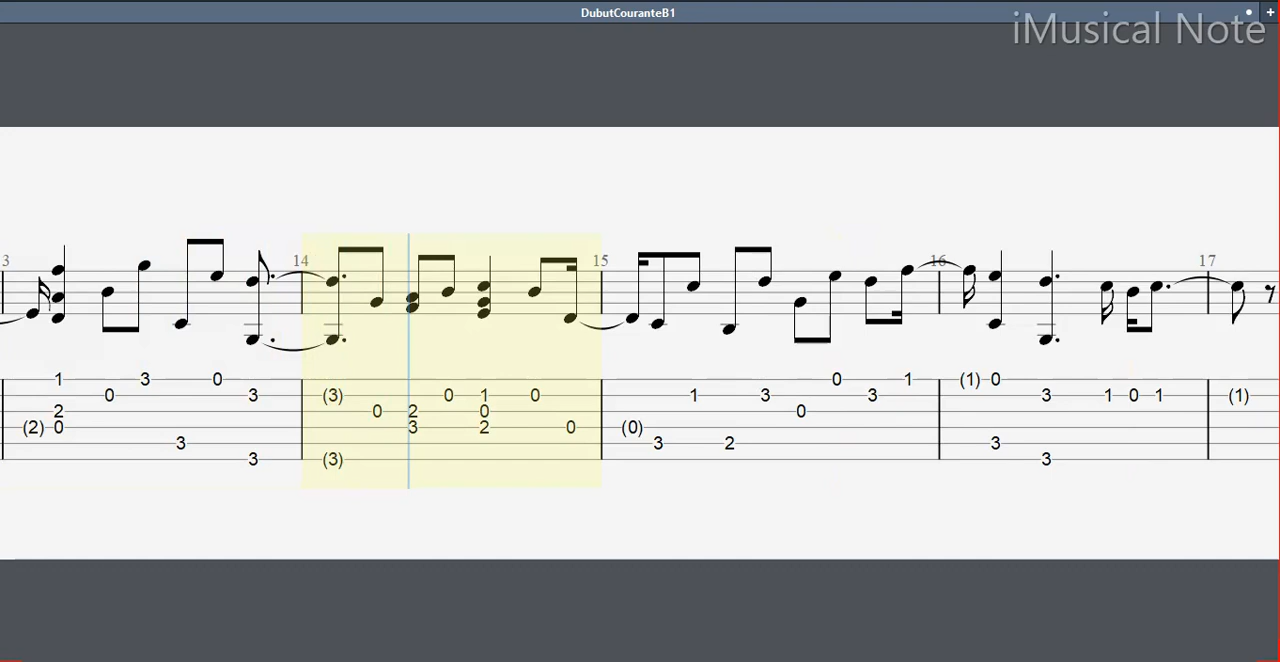 DubutCouranteB1
+
iMusical Note
3 14 15 16 17
1 3 0 (1) 0
0 3 (3) 0 1 0 1 3 3 3 1 0 1 (1)
2 0 2 0 0
(2) 0 3 2 0 (0)
3 3 2 3
3 (3) 3